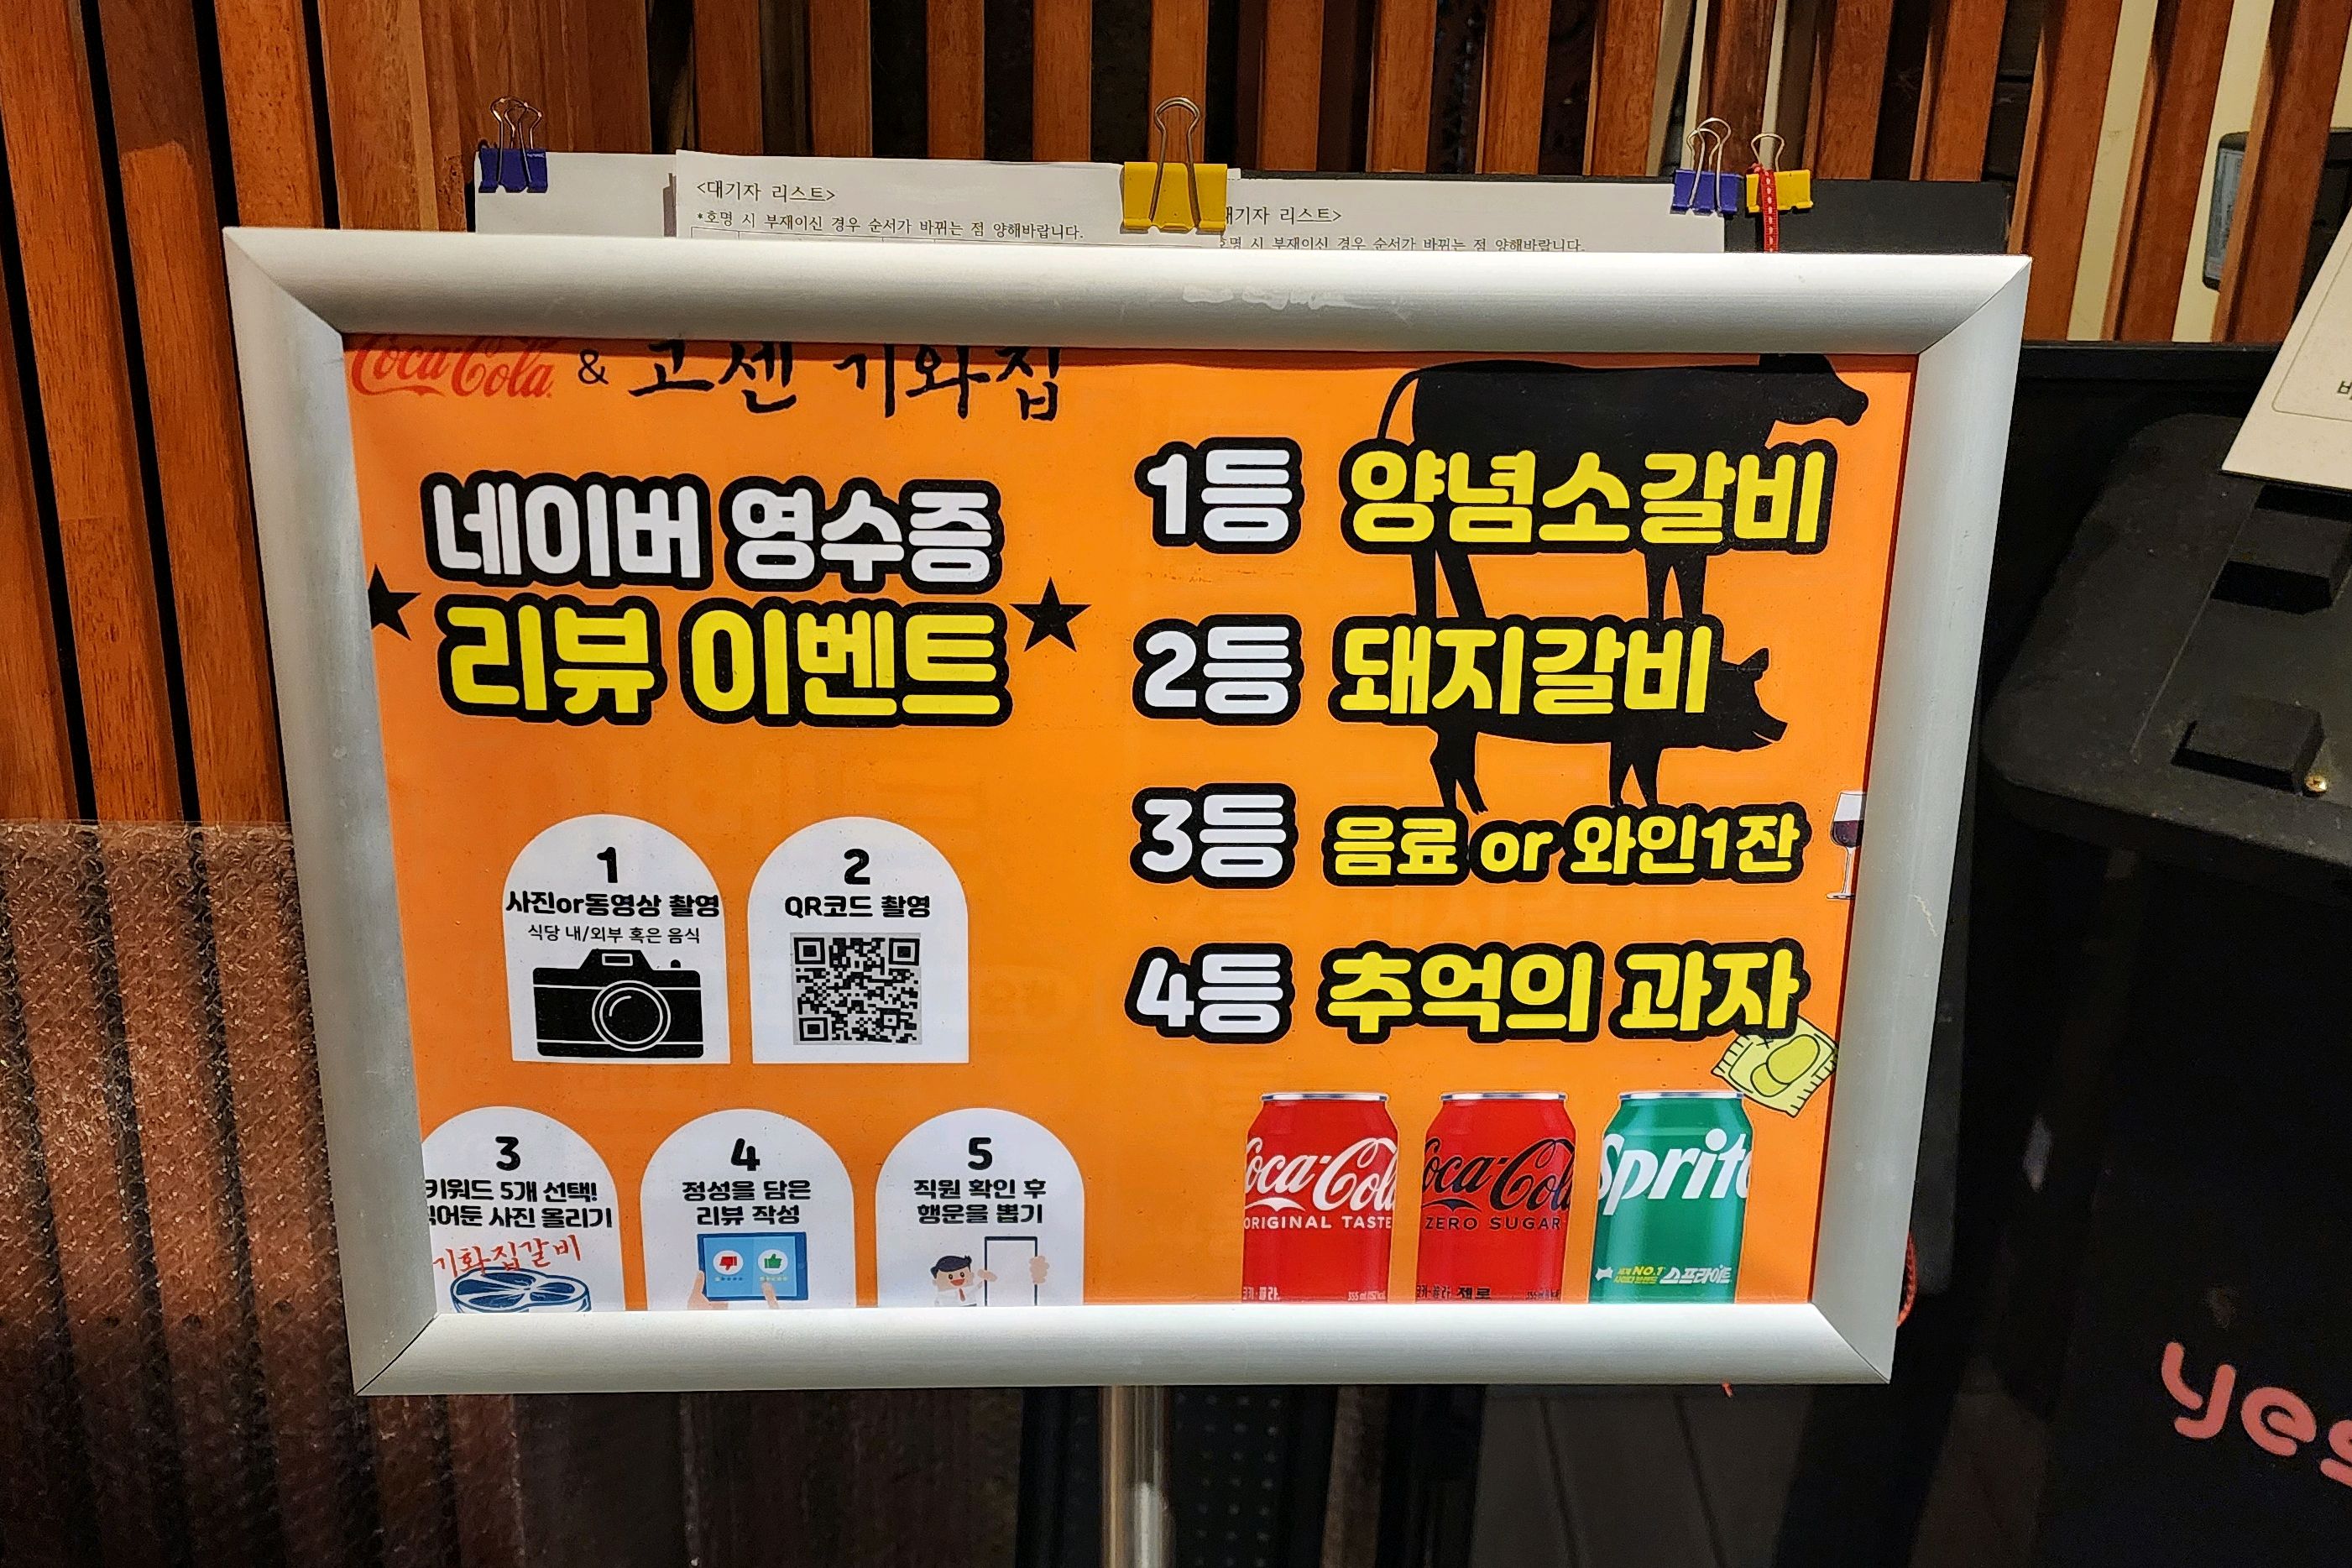 <대기자 리스트>
*호명 시 부재이신 경우 순서가 바뀌는 점 양해바랍니다.
대기자 리스트>
호명 시 부재이신 경우 순서가 바뀌는 점 양해바랍니다.
Coca-Cola & 고센 기와집
네이버 영수증
리뷰 이벤트
1
사진or동영상 촬영
식당 내/외부 혹은 음식
2
QR코드 촬영
3
키워드 5개 선택!
찍어둔 사진 올리기
기화집갈비
4
정성을 담은
리뷰 작성
5
직원 확인 후
행운을 뽑기
1등 양념소갈비
2등 돼지갈비
3등 음료 or 와인1잔
4등 추억의 과자
Coca-Cola
ORIGINAL TASTE
Coca-Cola
ZERO SUGAR
제로
Sprite
NO.1
스프라이트
yes